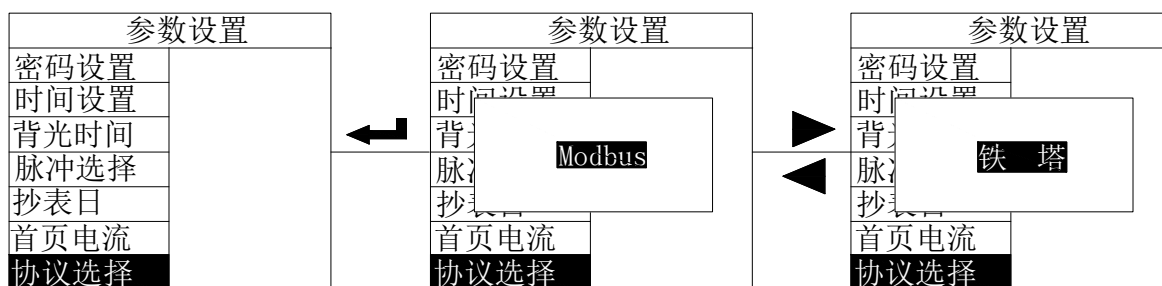 参数设置
密码设置
时间设置
背光时间
脉冲选择
抄表日
首页电流
协议选择
参数设置
密码设置
Modbus
首页电流
协议选择
参数设置
密码设置
铁 塔
首页电流
协议选择